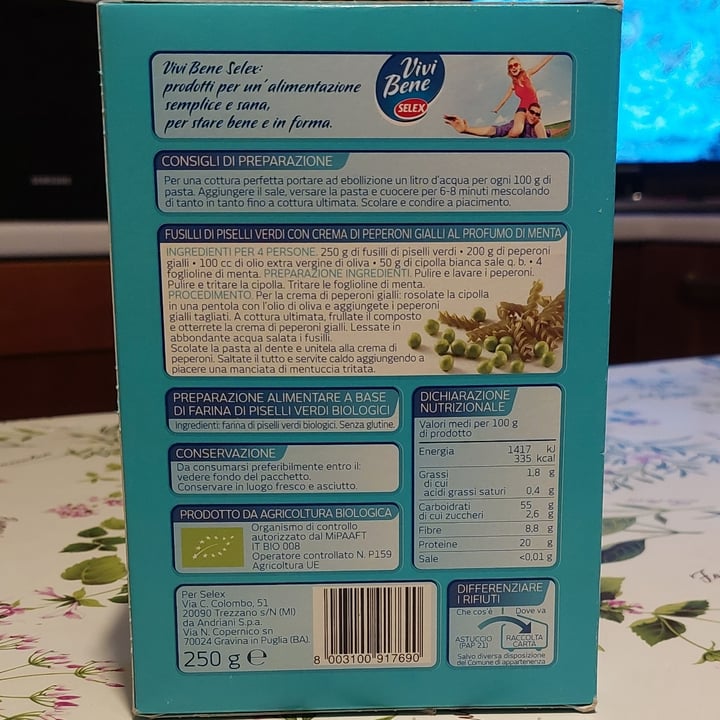 Vivi Bene Selex:
prodotti per un'alimentazione
semplice e sana,
per stare bene e in forma.
Vivi
Bene
SELEX
CONSIGLI DI PREPARAZIONE
Per una cottura perfetta portare ad ebollizione un litro d'acqua per ogni 100 g di
pasta. Aggiungere il sale, versare la pasta e cuocere per 6-8 minuti mescolando
di tanto in tanto fino a cottura ultimata. Scolare e condire a piacimento.
FUSILLI DI PISELLI VERDI CON CREMA DI PEPERONI GIALLI AL PROFUMO DI MENTA
INGREDIENTI PER 4 PERSONE. 250 g di fusilli di piselli verdi • 200 g di peperoni
gialli • 100 cc di olio extra vergine di oliva • 50 g di cipolla bianca sale q. b. • 4
foglioline di menta. PREPARAZIONE INGREDIENTI. Pulire e lavare i peperoni.
Pulire e tritare la cipolla. Tritare le foglioline di menta.
PROCEDIMENTO. Per la crema di peperoni gialli: rosolate la cipolla
in una pentola con l'olio di oliva e aggiungete i peperoni
gialli tagliati. A cottura ultimata, frullate il composto
e otterrete la crema di peperoni gialli. Lessate in
abbondante acqua salata i fusilli.
Scolate la pasta al dente e unitela alla crema di
peperoni. Saltate il tutto e servite caldo aggiungendo a
piacere una manciata di mentuccia tritata.
PREPARAZIONE ALIMENTARE A BASE
DI FARINA DI PISELLI VERDI BIOLOGICI
Ingredienti: farina di piselli verdi biologici. Senza glutine.
CONSERVAZIONE
Da consumarsi preferibilmente entro il:
vedere fondo del pacchetto.
Conservare in luogo fresco e asciutto.
PRODOTTO DA AGRICOLTURA BIOLOGICA
Organismo di controllo
autorizzato dal MiPAAFT
IT BIO 008
Operatore controllato N. P159
Agricoltura UE
DICHIARAZIONE
NUTRIZIONALE
Valori medi per 100 g
di prodotto
Energia 1417 kJ
335 kcal
Grassi 1,8 g
di cui
acidi grassi saturi 0,4 g
Carboidrati 55 g
di cui zuccheri 2,6 g
Fibre 8,8 g
Proteine 20 g
Sale <0,01 g
Per Selex
Via C. Colombo, 51
20090 Trezzano S/N (MI)
da Andriani S.p.a.
Via N. Copernico sn
70024 Gravina in Puglia (BA).
250 g e
8 003100 917690
DIFFERENZIARE
I RIFIUTI
Che cos'è Dove va
ASTUCCIO
(PAP 21)
RACCOLTA
CARTA
Salvo diversa disposizione
del Comune di appartenenza
SAMSUNG